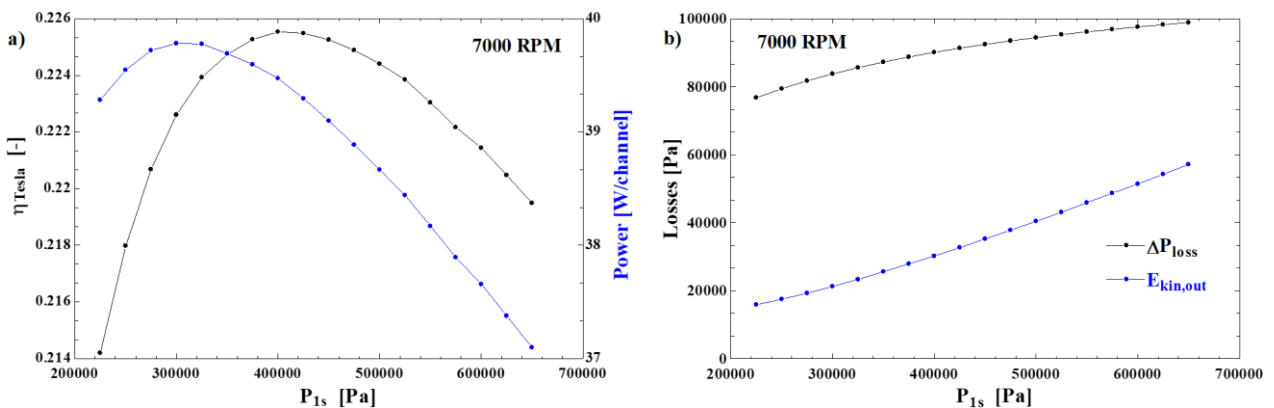 a)
7000 RPM
0.226
0.224
0.222
0.22
0.218
0.216
0.214
ηTesla [-]
40
39
38
37
Power [W/channel]
200000 300000 400000 500000 600000 700000
P1s [Pa]
b)
7000 RPM
100000
80000
60000
40000
20000
0
Losses [Pa]
ΔPloss
Ekin,out
200000 300000 400000 500000 600000 700000
P1s [Pa]